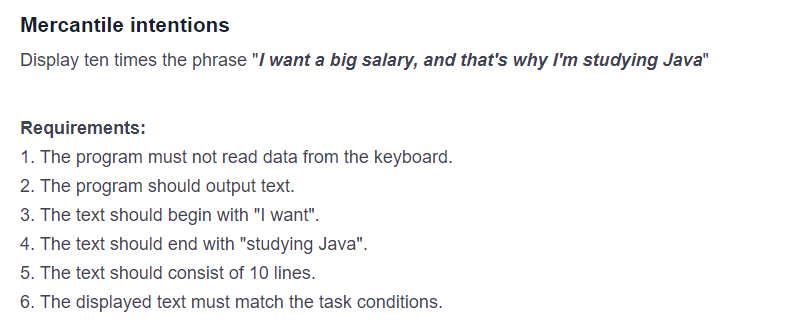 Mercantile intentions
Display ten times the phrase "I want a big salary, and that's why I'm studying Java"
Requirements:
1. The program must not read data from the keyboard.
2. The program should output text.
3. The text should begin with "I want".
4. The text should end with "studying Java".
5. The text should consist of 10 lines.
6. The displayed text must match the task conditions.